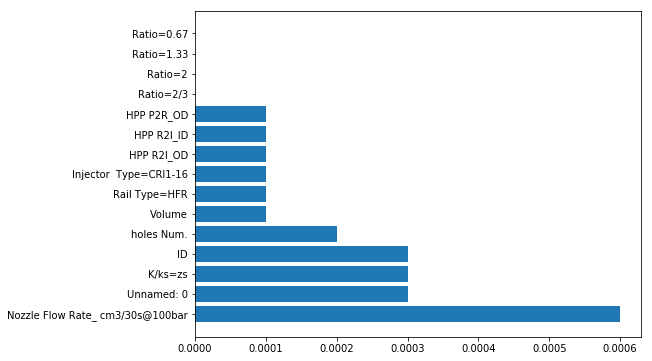 Ratio=0.67
Ratio=1.33
Ratio=2
Ratio=2/3
HPP P2R_OD
HPP R2I_ID
HPP R2I_OD
Injector  Type=CRI1-16
Rail Type=HFR
Volume
holes Num.
ID
K/ks=zs
Unnamed: 0
Nozzle Flow Rate_ cm3/30s@100bar
0.0000 0.0001 0.0002 0.0003 0.0004 0.0005 0.0006